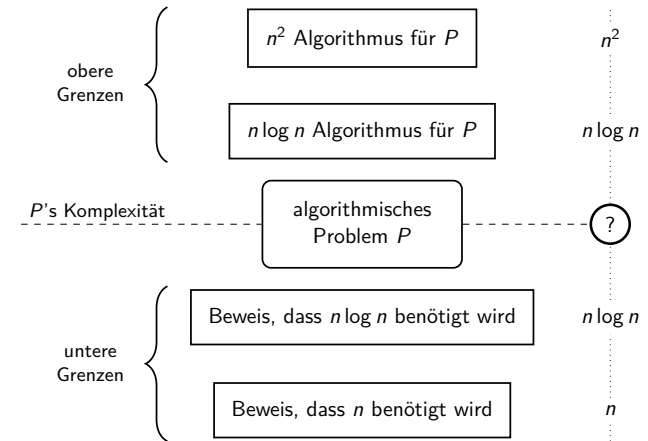 n² Algorithmus für P
n²
obere
Grenzen
n log n Algorithmus für P
n log n
P's Komplexität
algorithmisches
Problem P
?
Beweis, dass n log n benötigt wird
n log n
untere
Grenzen
Beweis, dass n benötigt wird
n